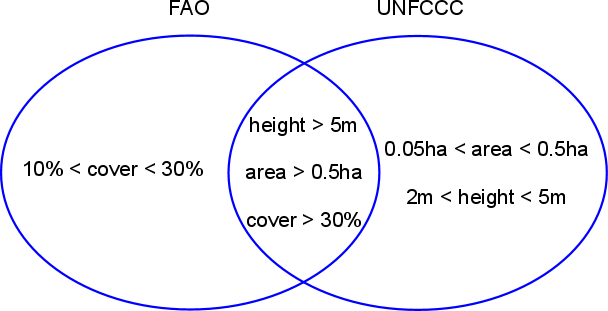 FAO
UNFCCC
10% < cover < 30%
height > 5m
area > 0.5ha
cover > 30%
0.05ha < area < 0.5ha
2m < height < 5m